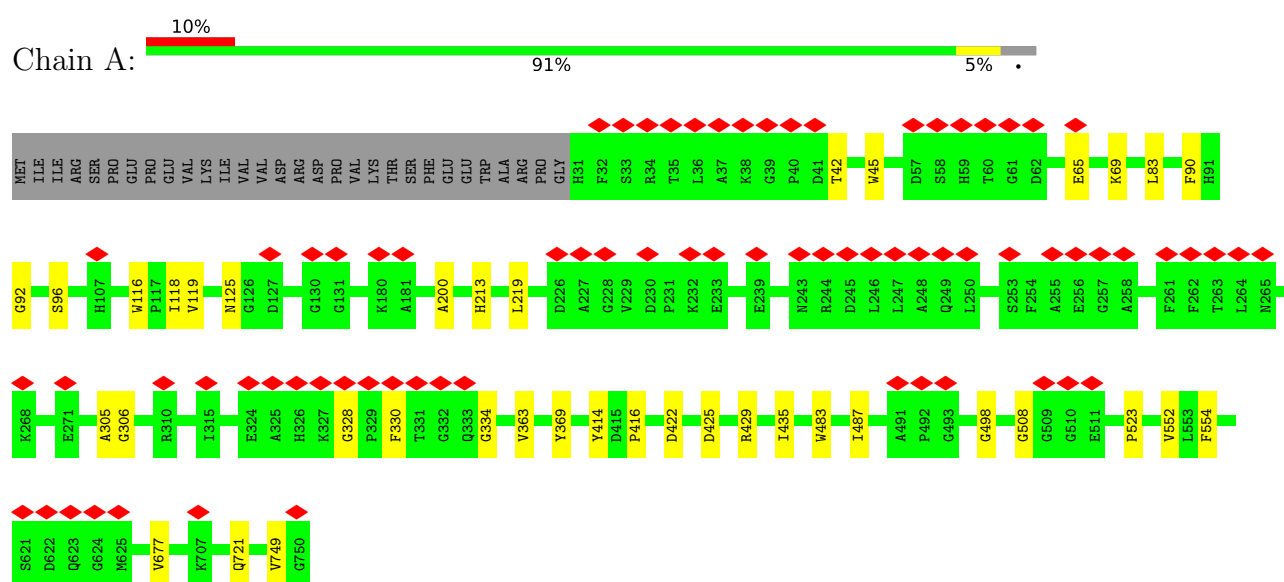 10%
Chain A:
91% 5% •
MET ILE ILE ARG SER PRO GLU PRO GLU VAL LYS ILE VAL VAL ASP ARG ASP PRO VAL LYS THR SER PHE GLU GLU TRP ALA ARG PRO GLY H31 F32 S33 R34 T35 L36 A37 K38 G39 P40 D41 T42 W45 D57 S58 H59 T60 G61 D62 E65 K69 L83 F90 H91
G92 S96 H107 W116 P117 I118 V119 N125 G126 D127 G130 G131 K180 A181 A200 H213 L219 D226 A227 G228 V229 D230 P231 K232 E233 E239 N243 R244 D245 L246 L247 A248 Q249 L250 S253 F254 A255 E256 G257 A258 F261 F262 T263 L264 N265
K268 E271 A305 G306 R310 I315 E324 A325 H326 K327 G328 P329 F330 T331 G332 Q333 G334 V363 Y369 Y414 D415 P416 D422 D425 R429 I435 W483 I487 A491 P492 G493 G498 G508 G509 G510 E511 P523 V552 L553 F554
S621 D622 Q623 G624 M625 V677 K707 Q721 V749 G750